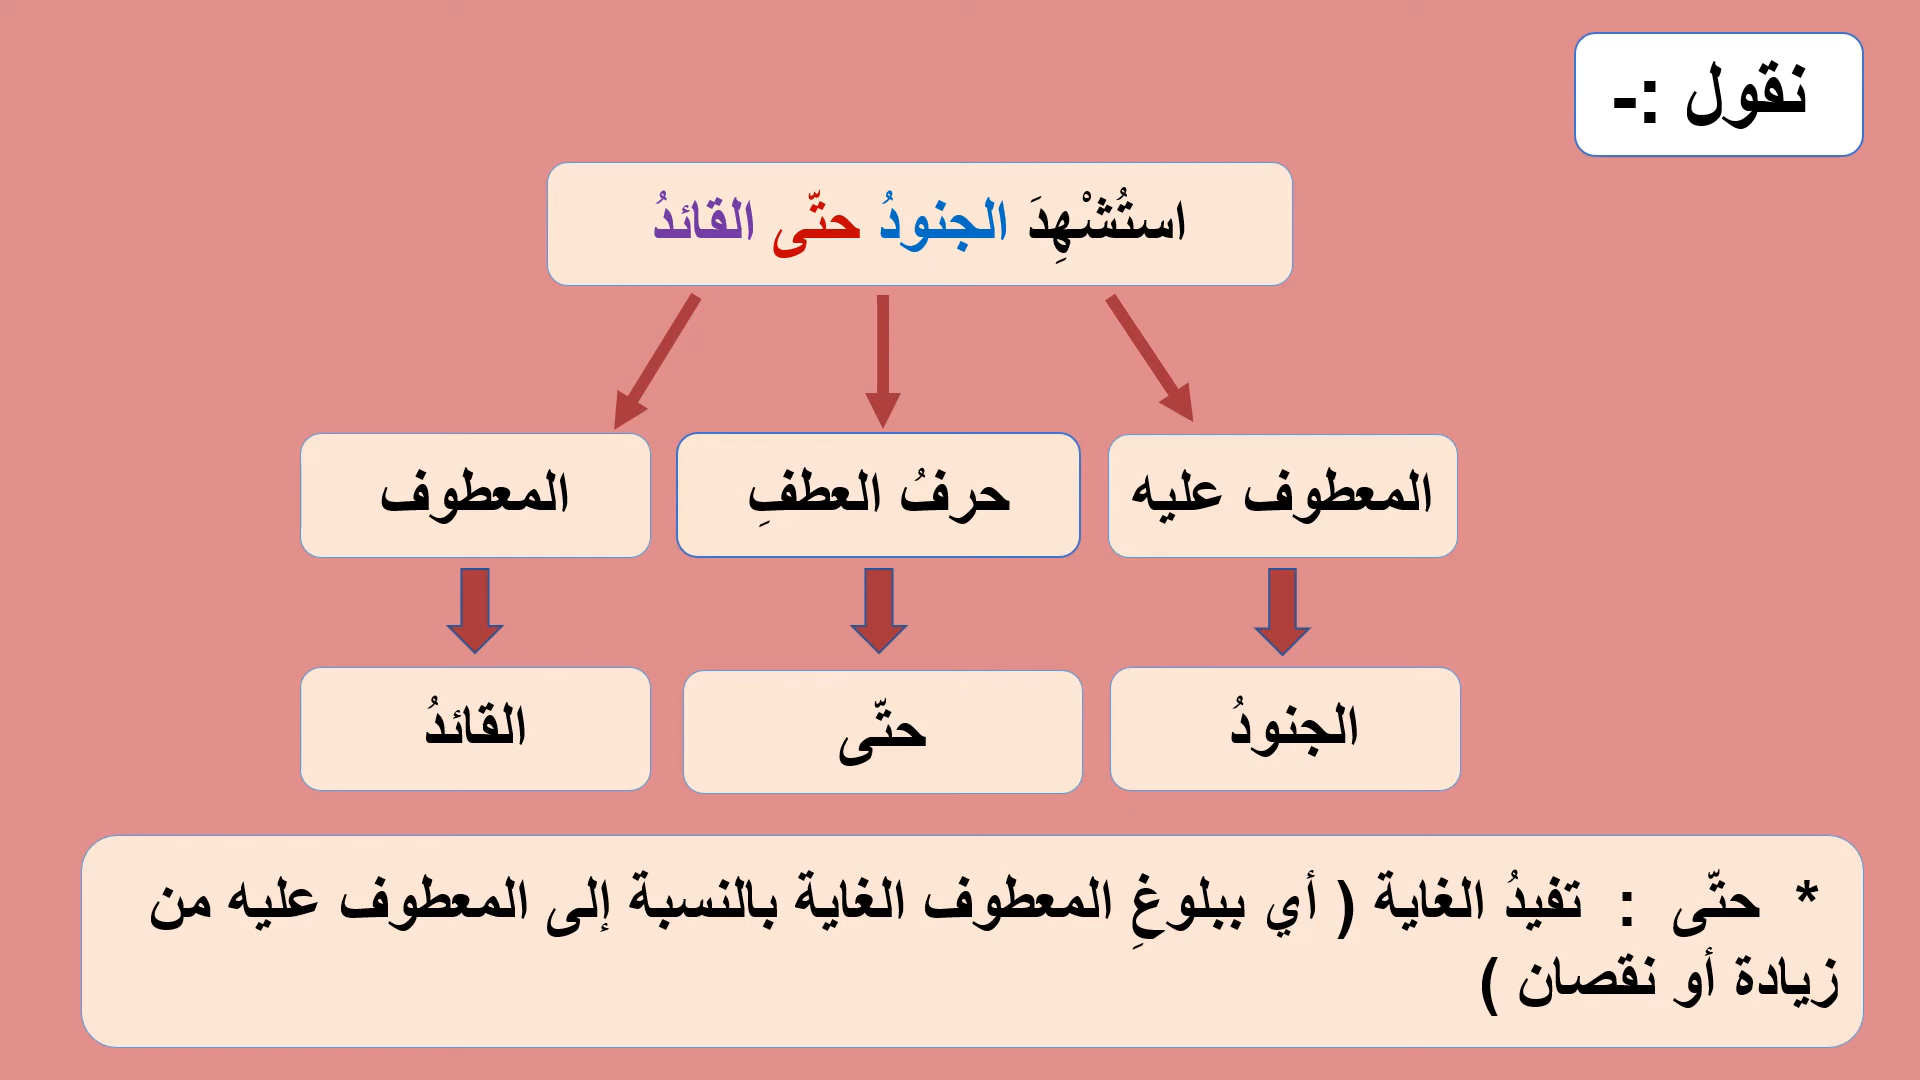 نقول :-
استُشْهِدَ الجنودُ حتّى القائدُ
المعطوف عليه
حرفُ العطفِ
المعطوف
الجنودُ
حتّى
القائدُ
* حتّى : تفيدُ الغاية ( أي ببلوغِ المعطوف الغاية بالنسبة إلى المعطوف عليه من
زيادة أو نقصان )